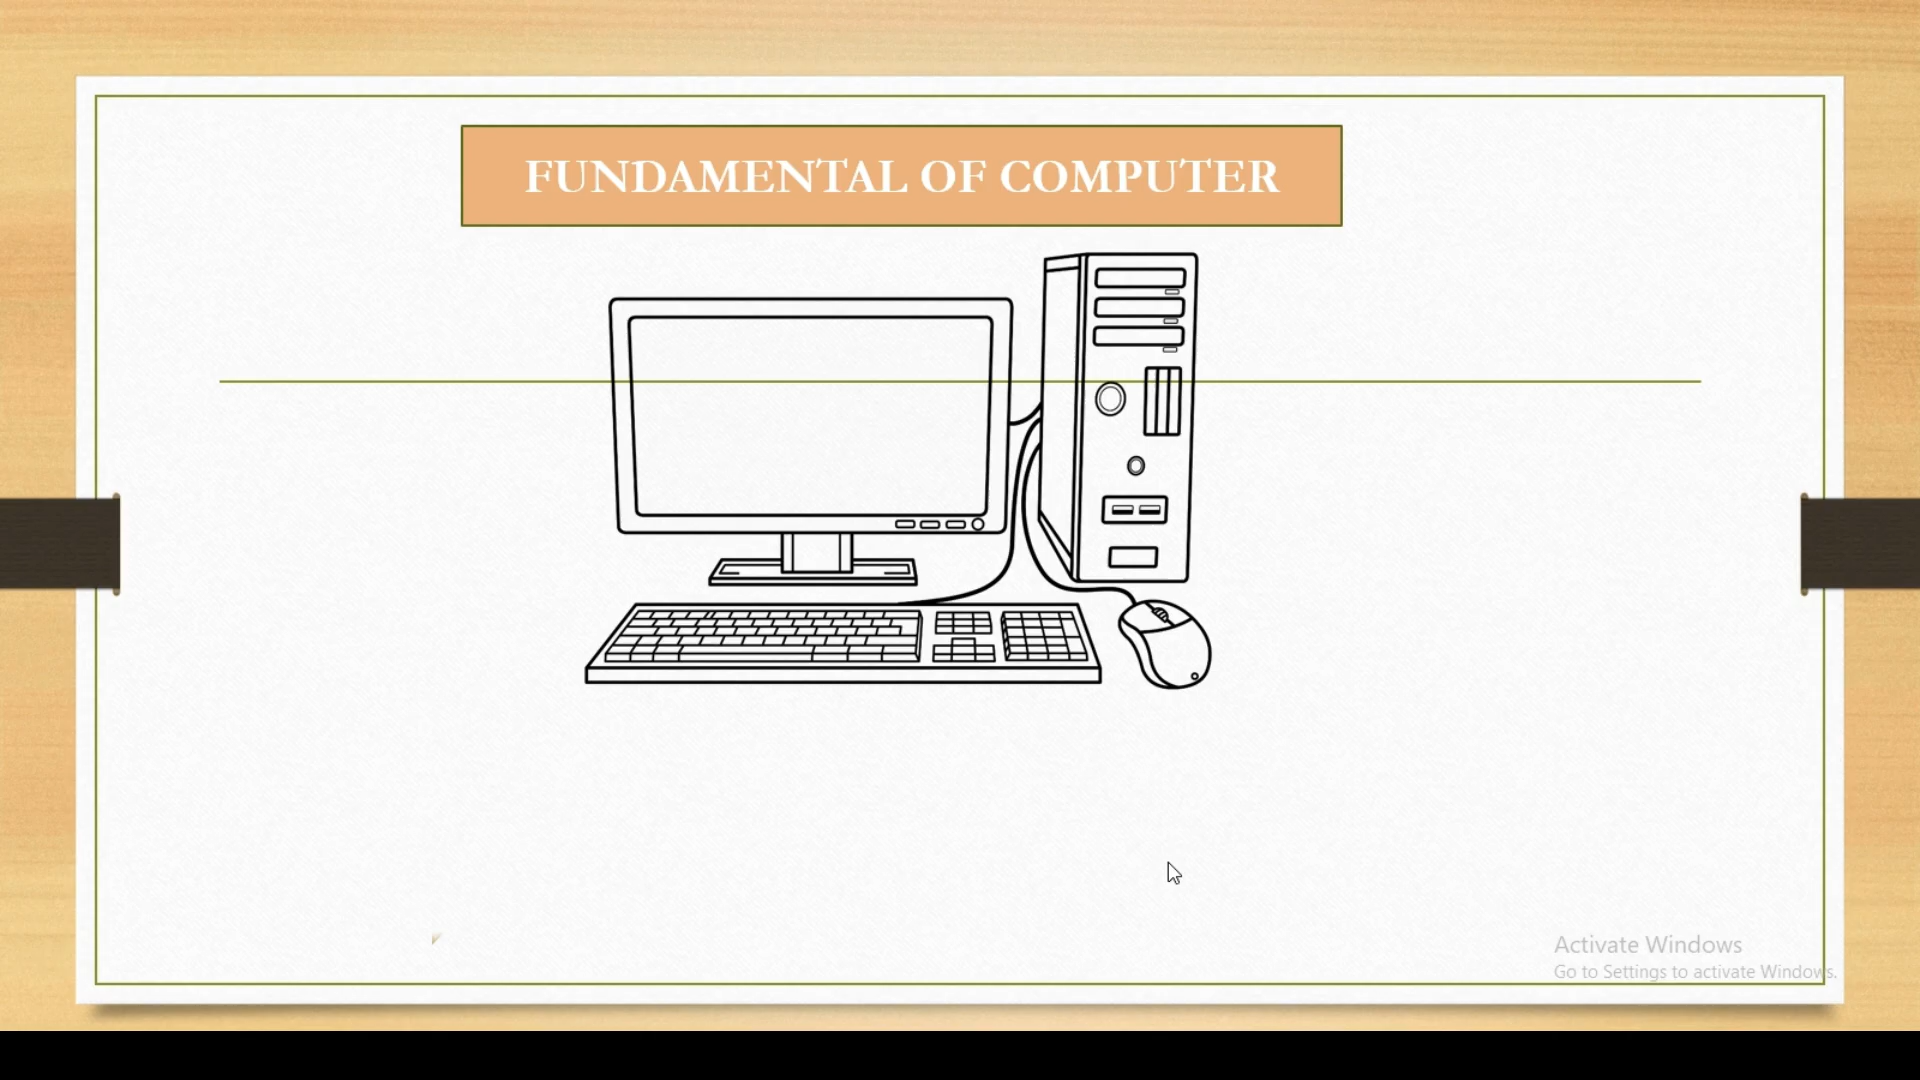 FUNDAMENTAL OF COMPUTER
Activate Windows
Go to Settings to activate Windows.